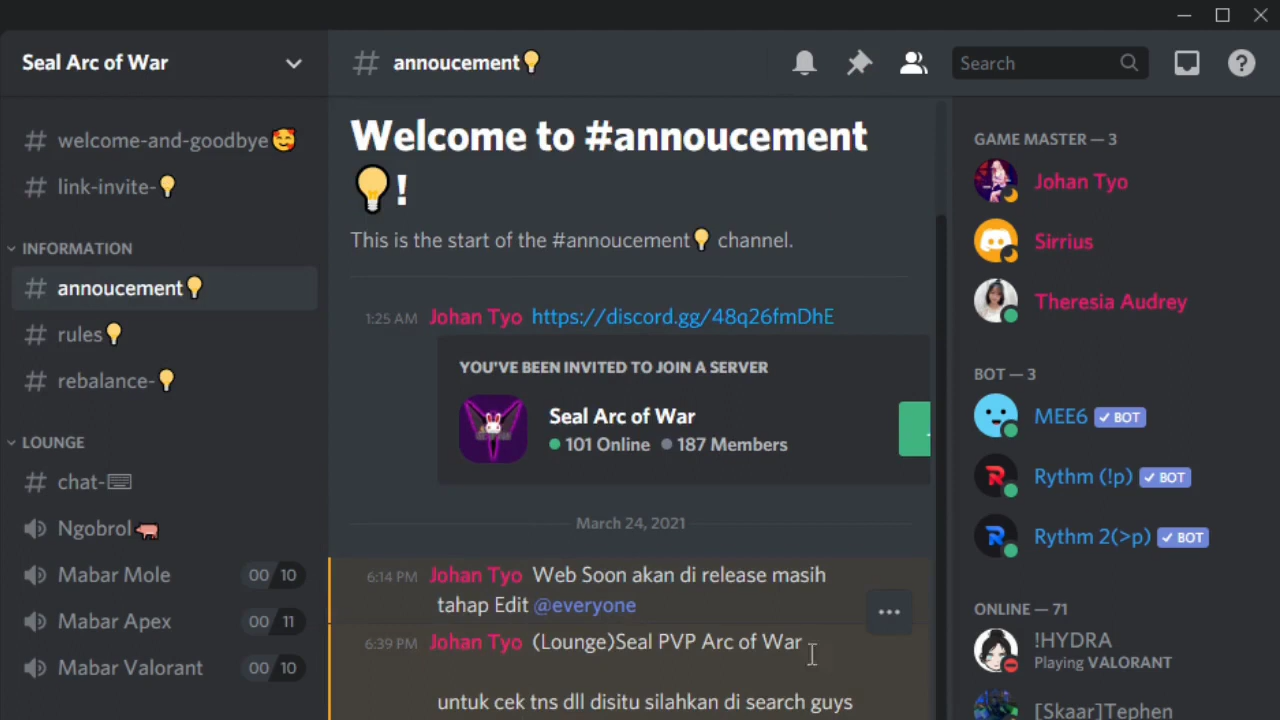 Seal Arc of War
welcome-and-goodbye🥰
link-invite-💡
INFORMATION
annoucement💡
rules💡
rebalance-💡
LOUNGE
chat-⌨
Ngobrol🐖
Mabar Mole 00 10
Mabar Apex 00 11
Mabar Valorant 00 10
# annoucement💡
Search
Welcome to #annoucement
💡!
This is the start of the #annoucement💡 channel.
1:25 AM Johan Tyo https://discord.gg/48q26fmDhE
YOU'VE BEEN INVITED TO JOIN A SERVER
Seal Arc of War
101 Online 187 Members
March 24, 2021
6:14 PM Johan Tyo Web Soon akan di release masih
tahap Edit @everyone
6:39 PM Johan Tyo (Lounge)Seal PVP Arc of War
untuk cek tns dll disitu silahkan di search guys
GAME MASTER — 3
Johan Tyo
Sirrius
Theresia Audrey
BOT — 3
MEE6 ✓ BOT
Rythm (!p) ✓ BOT
Rythm 2(>p) ✓ BOT
ONLINE — 71
!HYDRA
Playing VALORANT
[Skaar]Tephen